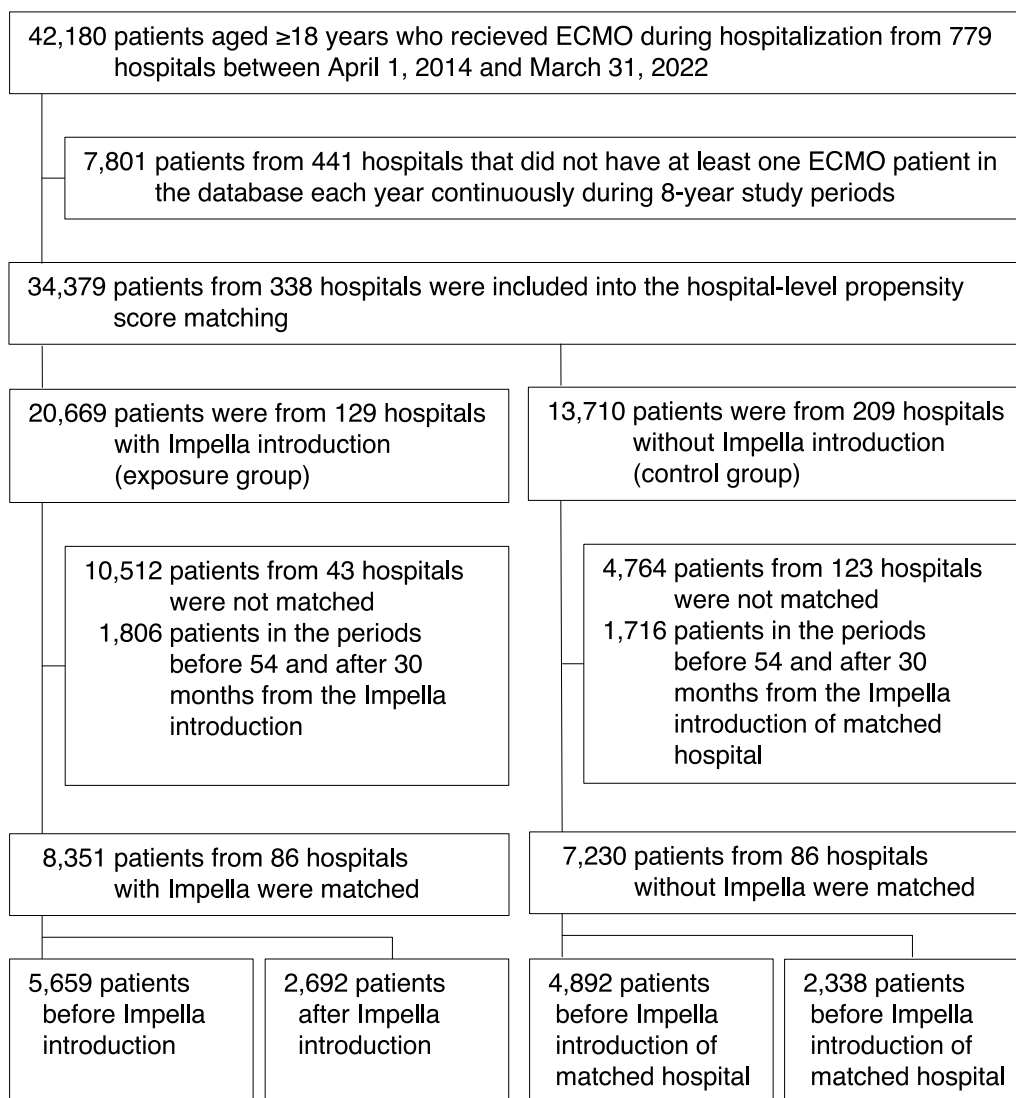 42,180 patients aged ≥18 years who recieved ECMO during hospitalization from 779
hospitals between April 1, 2014 and March 31, 2022
7,801 patients from 441 hospitals that did not have at least one ECMO patient in
the database each year continuously during 8-year study periods
34,379 patients from 338 hospitals were included into the hospital-level propensity
score matching
20,669 patients were from 129 hospitals
with Impella introduction
(exposure group)
13,710 patients were from 209 hospitals
without Impella introduction
(control group)
10,512 patients from 43 hospitals
were not matched
1,806 patients in the periods
before 54 and after 30
months from the Impella
introduction
4,764 patients from 123 hospitals
were not matched
1,716 patients in the periods
before 54 and after 30
months from the Impella
introduction of matched
hospital
8,351 patients from 86 hospitals
with Impella were matched
7,230 patients from 86 hospitals
without Impella were matched
5,659 patients
before Impella
introduction
2,692 patients
after Impella
introduction
4,892 patients
before Impella
introduction of
matched hospital
2,338 patients
before Impella
introduction of
matched hospital